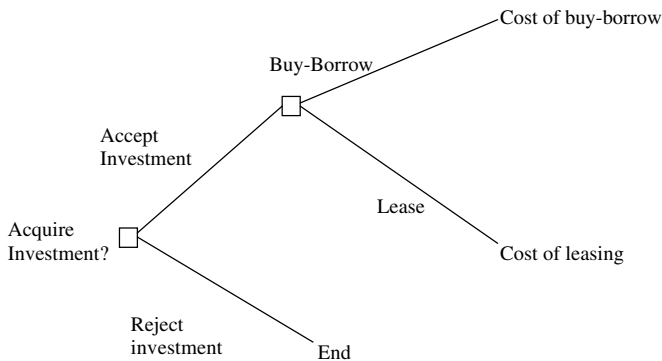 Cost of buy-borrow
Buy-Borrow
Accept
Investment
Lease
Acquire
Investment?
Cost of leasing
Reject
investment
End